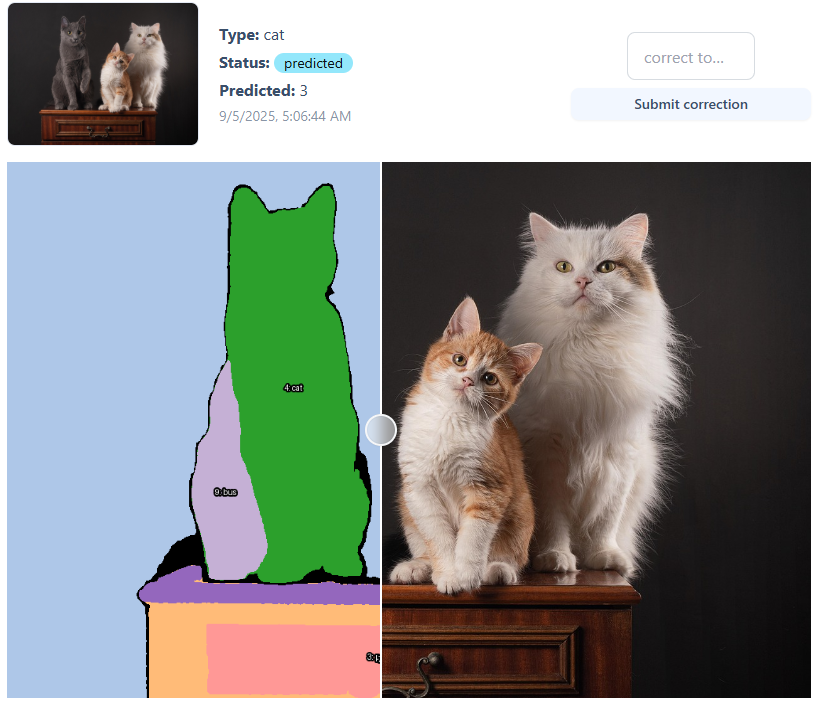 Type: cat
Status: predicted
Predicted: 3
9/5/2025, 5:06:44 AM
correct to...
Submit correction
4:cat
9:bus
3: